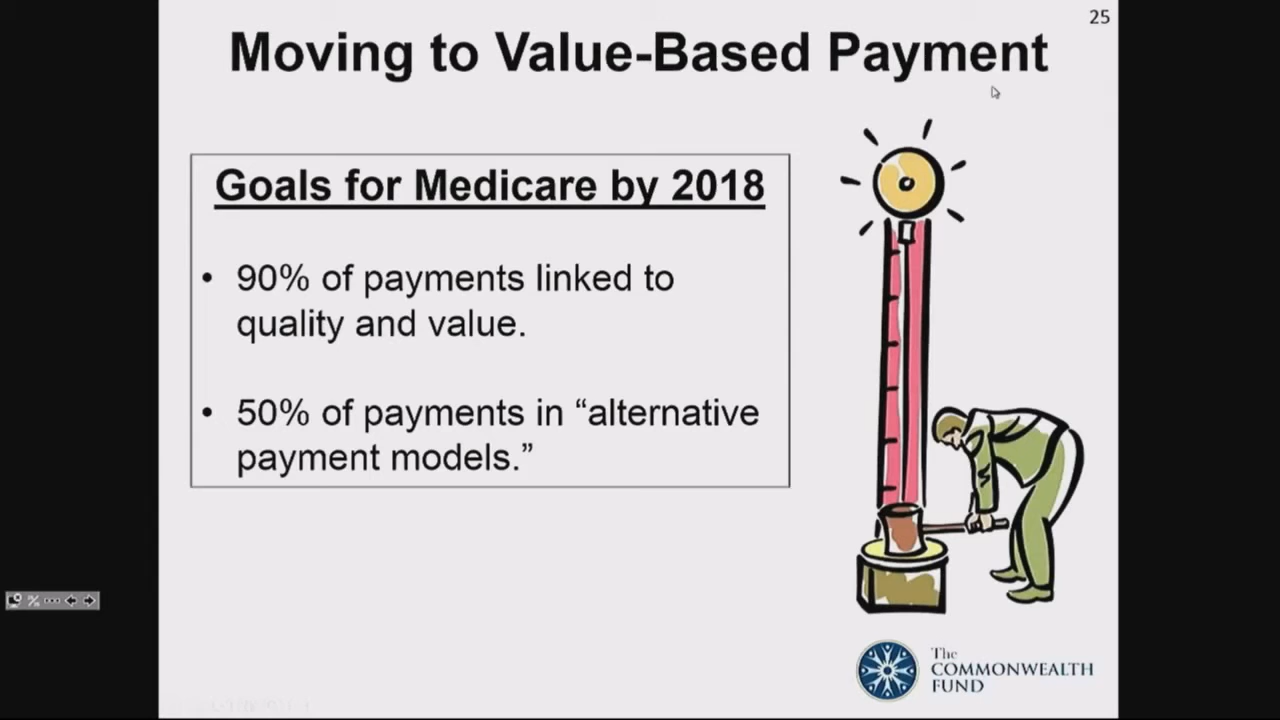 25
Moving to Value-Based Payment
Goals for Medicare by 2018
• 90% of payments linked to
quality and value.
• 50% of payments in “alternative
payment models.”
The
COMMONWEALTH
FUND